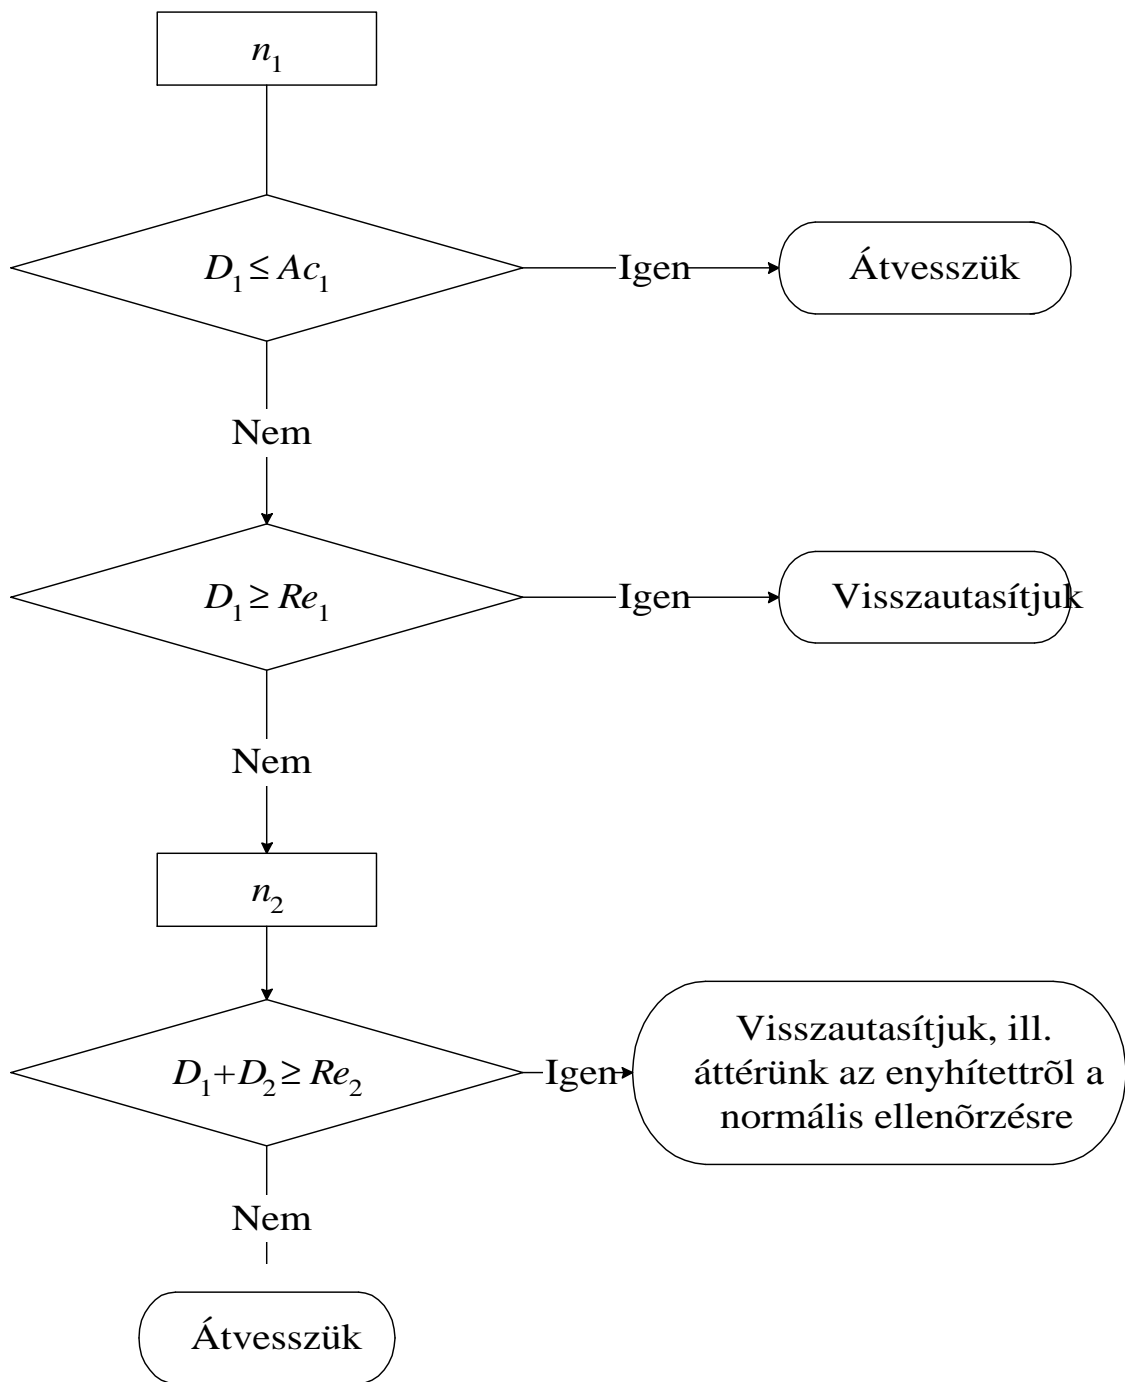 n₁
D₁ ≤ Ac₁
Igen
Átvesszük
Nem
D₁ ≥ Re₁
Igen
Visszautasítjuk
Nem
n₂
D₁+D₂ ≥ Re₂
Igen
Visszautasítjuk, ill.
áttérünk az enyhítettrõl a
normális ellenõrzésre
Nem
Átvesszük